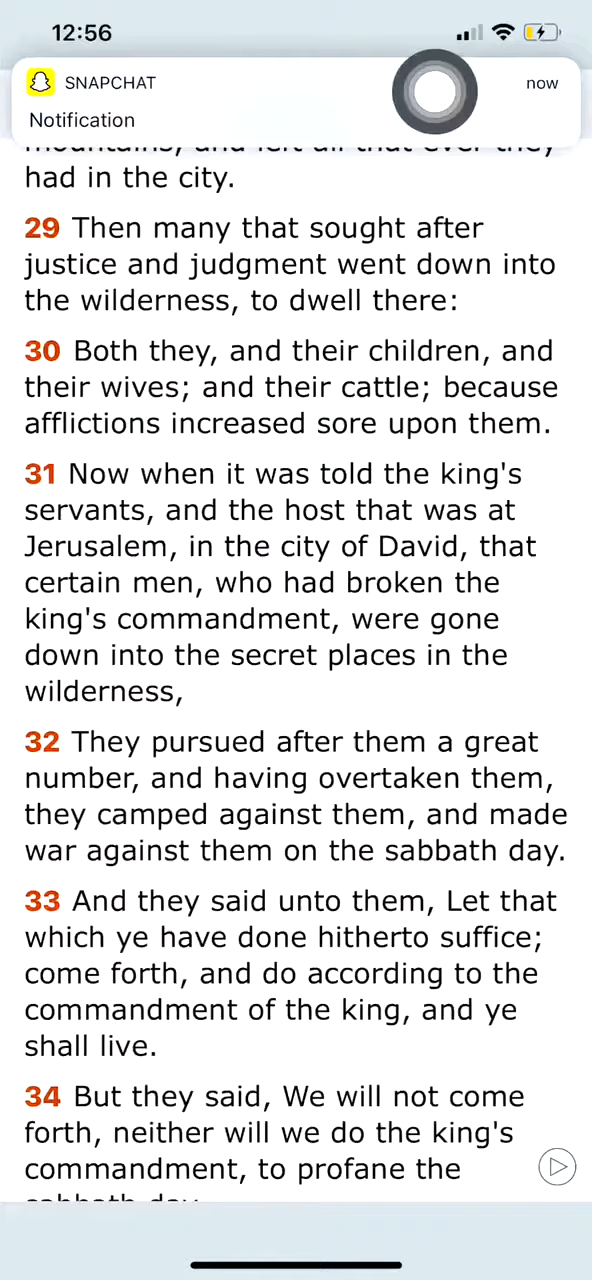 12:56
SNAPCHAT
now
Notification
had in the city.
29 Then many that sought after
justice and judgment went down into
the wilderness, to dwell there:
30 Both they, and their children, and
their wives; and their cattle; because
afflictions increased sore upon them.
31 Now when it was told the king's
servants, and the host that was at
Jerusalem, in the city of David, that
certain men, who had broken the
king's commandment, were gone
down into the secret places in the
wilderness,
32 They pursued after them a great
number, and having overtaken them,
they camped against them, and made
war against them on the sabbath day.
33 And they said unto them, Let that
which ye have done hitherto suffice;
come forth, and do according to the
commandment of the king, and ye
shall live.
34 But they said, We will not come
forth, neither will we do the king's
commandment, to profane the